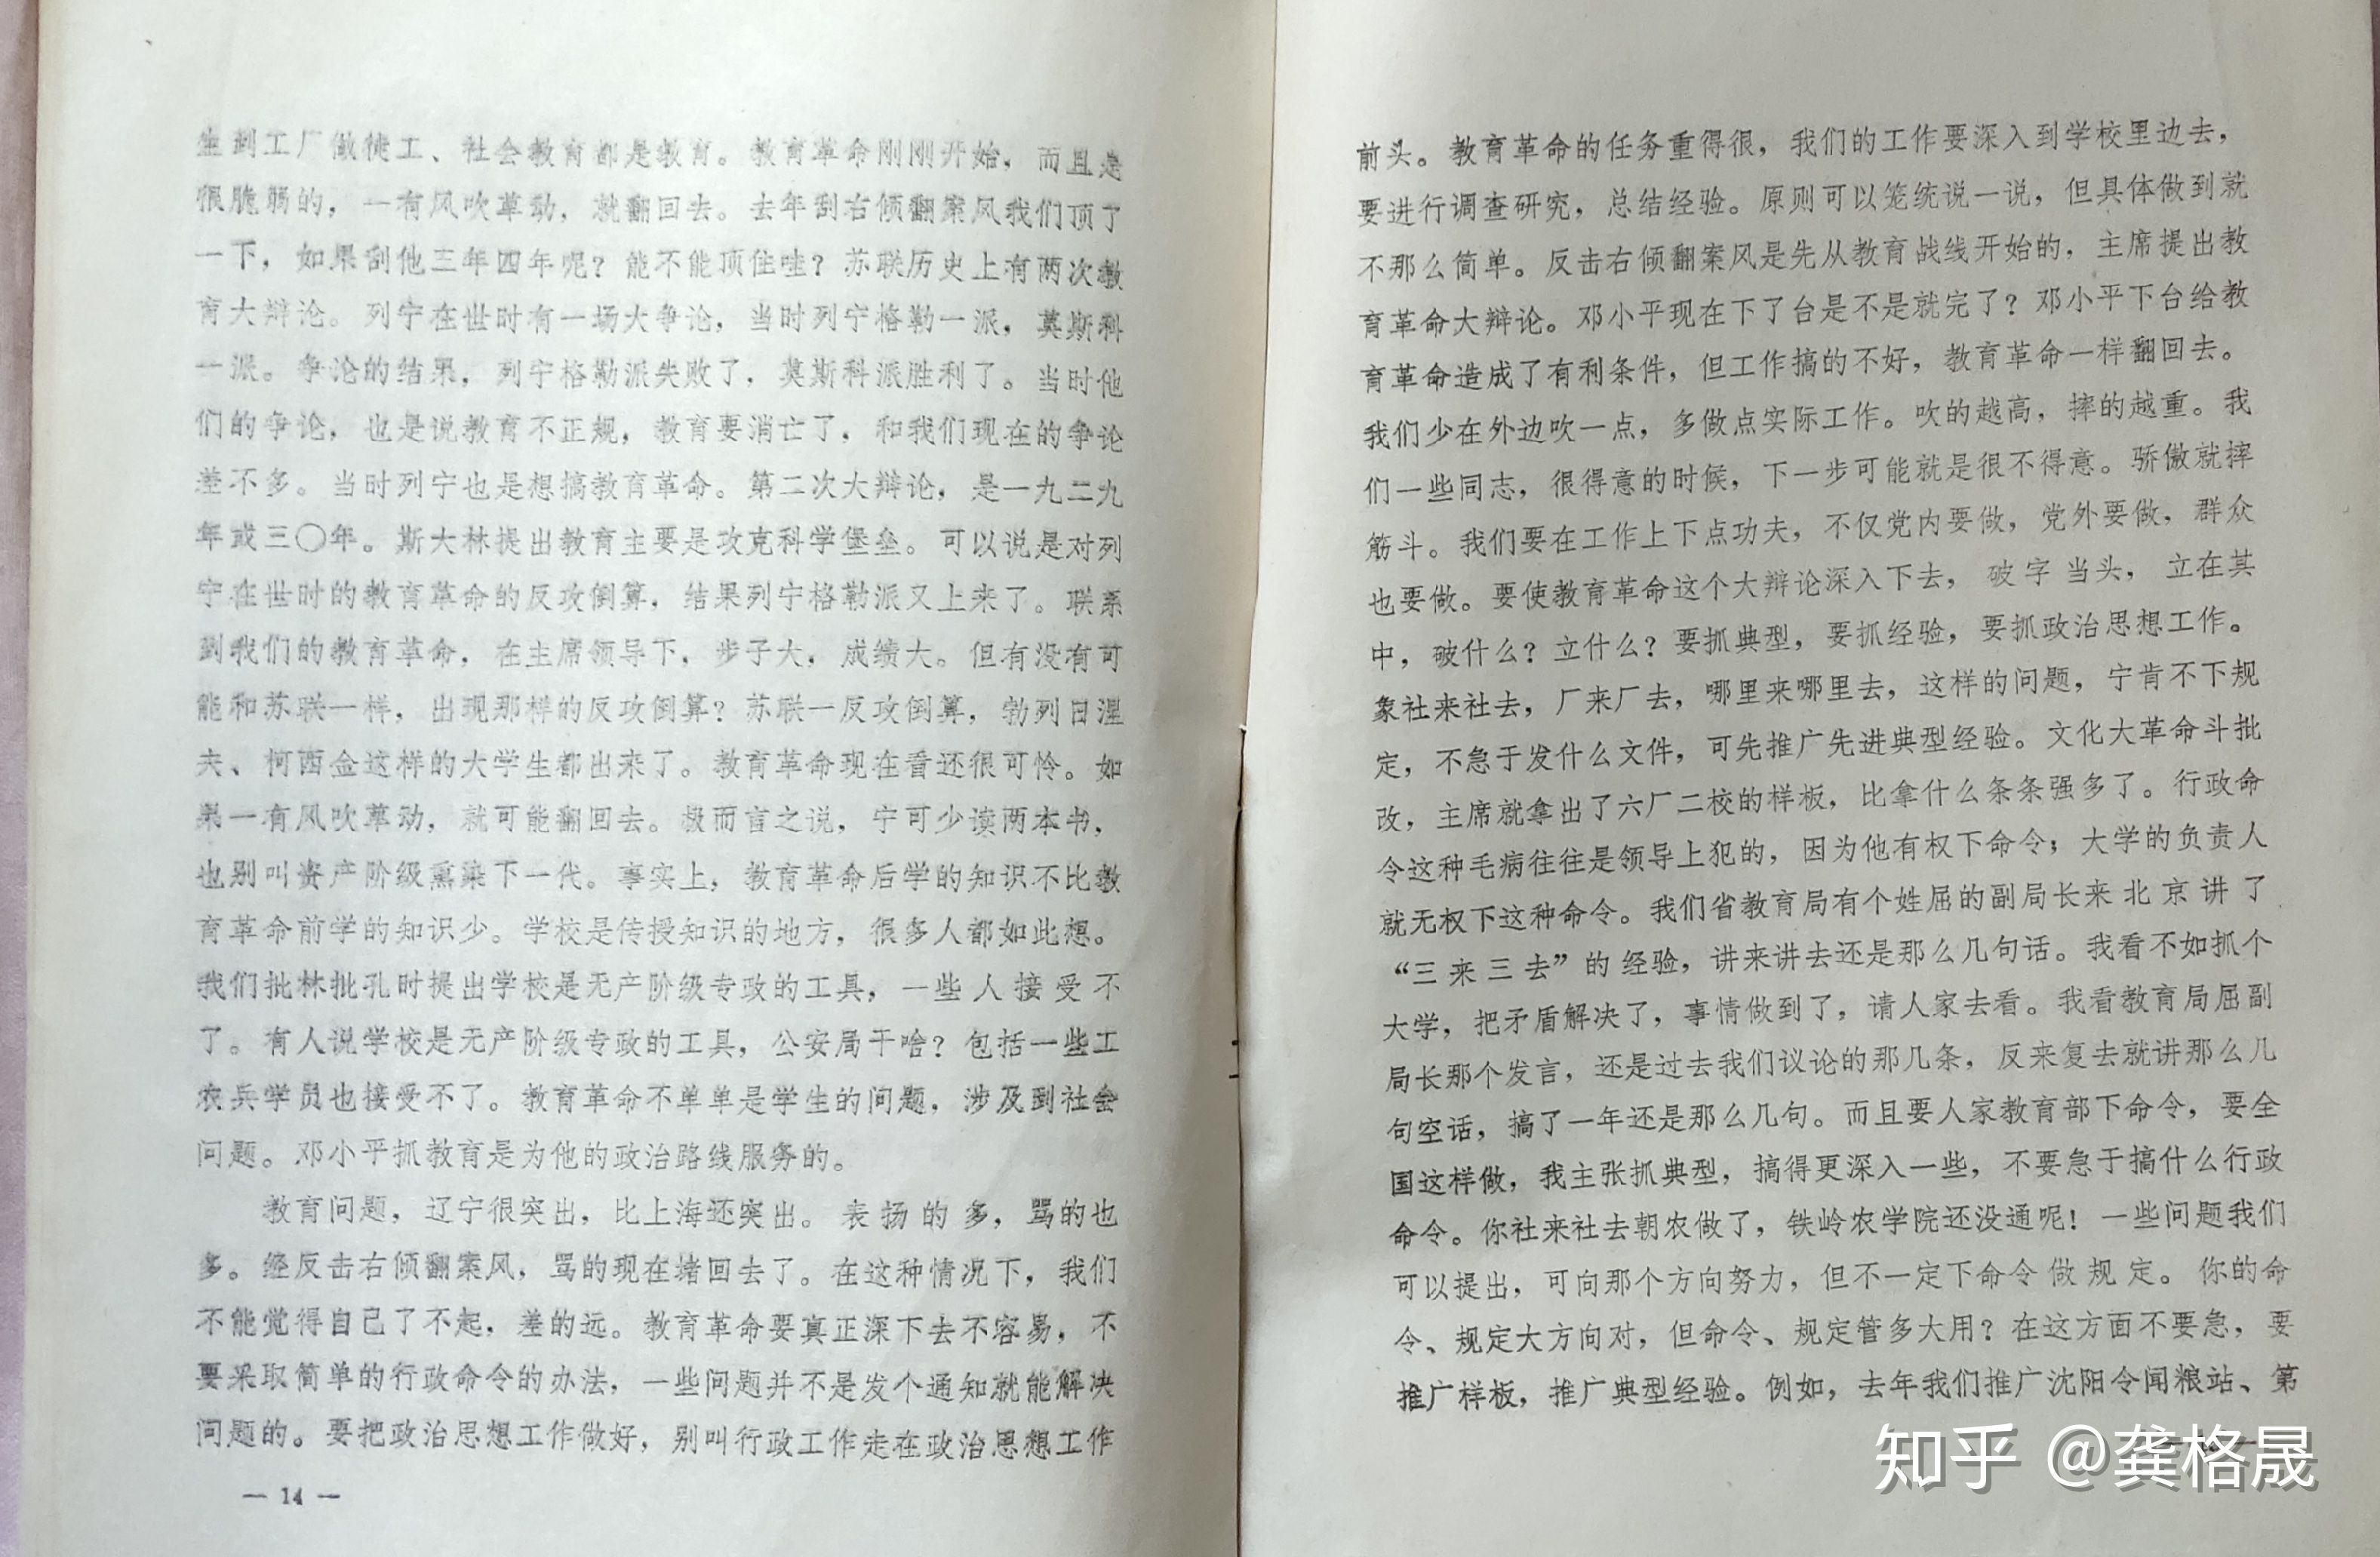 生到工厂做徒工、社会教育都是教育。教育革命刚刚开始，而且是
很脆弱的，一有风吹草动，就翻回去。去年刮右倾翻案风我们顶了
一下，如果刮他三年四年呢？能不能顶住哇？苏联历史上有两次教
育大辩论。列宁在世时有一场大争论，当时列宁格勒一派，莫斯科
一派。争论的结果，列宁格勒派失败了，莫斯科派胜利了。当时他
们的争论，也是说教育不正规，教育要消亡了，和我们现在的争论
差不多。当时列宁也是想搞教育革命。第二次大辩论，是一九二九
年或三〇年。斯大林提出教育主要是攻克科学堡垒。可以说是对列
宁在世时的教育革命的反攻倒算，结果列宁格勒派又上来了。联系
到我们的教育革命，在主席领导下，步子大，成绩大。但有没有可
能和苏联一样，出现那样的反攻倒算？苏联一反攻倒算，勃列日涅
夫、柯西金这样的大学生都出来了。教育革命现在看还很可怜。如
果一有风吹草动，就可能翻回去。极而言之说，宁可少读两本书，
也别叫资产阶级熏染下一代。事实上，教育革命后学的知识不比教
育革命前学的知识少。学校是传授知识的地方，很多人都如此想。
我们批林批孔时提出学校是无产阶级专政的工具，一些人接受不
了。有人说学校是无产阶级专政的工具，公安局干啥？包括一些工
农兵学员也接受不了。教育革命不单单是学生的问题，涉及到社会
问题。邓小平抓教育是为他的政治路线服务的。
教育问题，辽宁很突出，比上海还突出。表扬的多，骂的也
多。经反击右倾翻案风，骂的现在堵回去了。在这种情况下，我们
不能觉得自己了不起，差的远。教育革命要真正深下去不容易，不
要采取简单的行政命令的办法，一些问题并不是发个通知就能解决
问题的。要把政治思想工作做好，别叫行政工作走在政治思想工作
— 14 —
前头。教育革命的任务重得很，我们的工作要深入到学校里边去，
要进行调查研究，总结经验。原则可以笼统说一说，但具体做到就
不那么简单。反击右倾翻案风是先从教育战线开始的，主席提出教
育革命大辩论。邓小平现在下了台是不是就完了？邓小平下台给教
育革命造成了有利条件，但工作搞的不好，教育革命一样翻回去。
我们少在外边吹一点，多做点实际工作。吹的越高，摔的越重。我
们一些同志，很得意的时候，下一步可能就是很不得意。骄傲就摔
筋斗。我们要在工作上下点功夫，不仅党内要做，党外要做，群众
也要做。要使教育革命这个大辩论深入下去，破字当头，立在其
中，破什么？立什么？要抓典型，要抓经验，要抓政治思想工作。
象社来社去，厂来厂去，哪里来哪里去，这样的问题，宁肯不下规
定，不急于发什么文件，可先推广先进典型经验。文化大革命斗批
改，主席就拿出了六厂二校的样板，比拿什么条条强多了。行政命
令这种毛病往往是领导上犯的，因为他有权下命令；大学的负责人
就无权下这种命令。我们省教育局有个姓屈的副局长来北京讲了
“三来三去”的经验，讲来讲去还是那么几句话。我看不如抓个
大学，把矛盾解决了，事情做到了，请人家去看。我看教育局屈副
局长那个发言，还是过去我们议论的那几条，反来复去就讲那么几
句空话，搞了一年还是那么几句。而且要人家教育部下命令，要全
国这样做，我主张抓典型，搞得更深入一些，不要急于搞什么行政
命令。你社来社去朝农做了，铁岭农学院还没通呢！一些问题我们
可以提出，可向那个方向努力，但不一定下命令做规定。你的命
令、规定大方向对，但命令、规定管多大用？在这方面不要急，要
推广样板，推广典型经验。例如，去年我们推广沈阳令闻粮站、第
知乎 @龚格晟